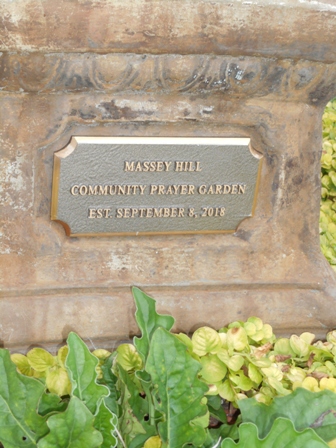 MASSEY HILL
COMMUNITY PRAYER GARDEN
EST. SEPTEMBER 8, 2018